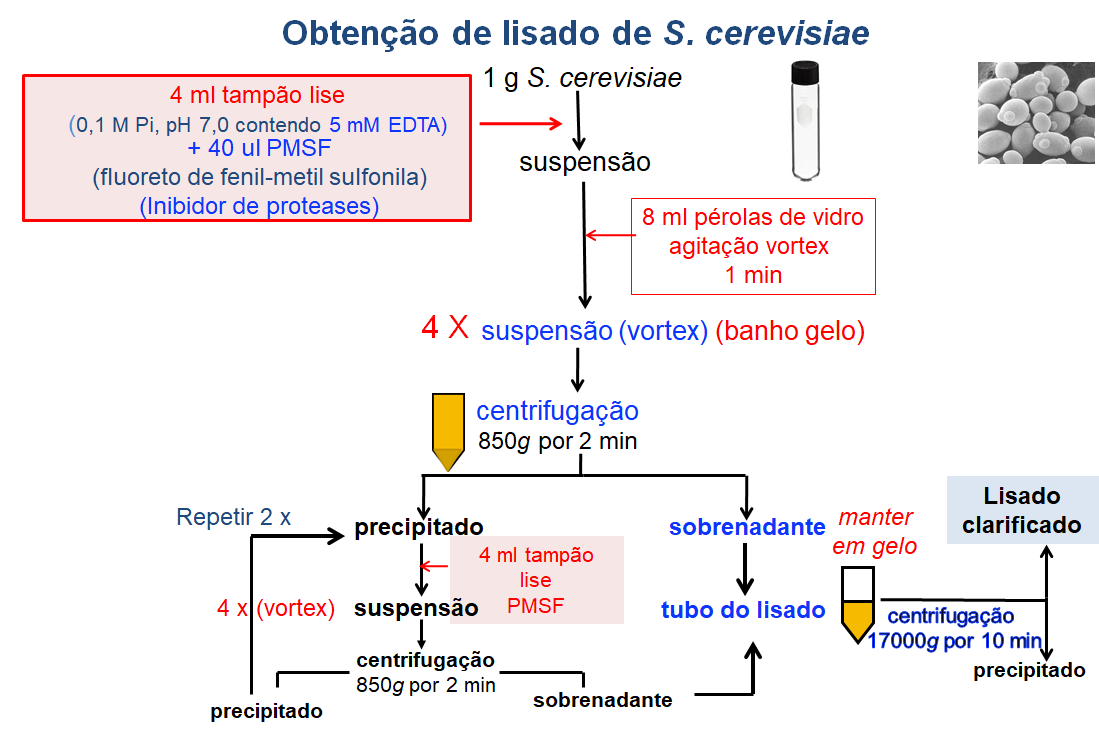 Obtenção de lisado de S. cerevisiae
1 g S. cerevisiae
4 ml tampão lise
(0,1 M Pi, pH 7,0 contendo 5 mM EDTA)
+ 40 ul PMSF
(fluoreto de fenil-metil sulfonila)
(Inibidor de proteases)
suspensão
8 ml pérolas de vidro
agitação vortex
1 min
4 X suspensão (vortex) (banho gelo)
centrifugação
850g por 2 min
Repetir 2 x
precipitado
4 ml tampão
lise
PMSF
4 x (vortex)
suspensão
centrifugação
850g por 2 min
precipitado
sobrenadante
sobrenadante
tubo do lisado
manter
em gelo
centrifugação
17000g por 10 min
Lisado
clarificado
precipitado